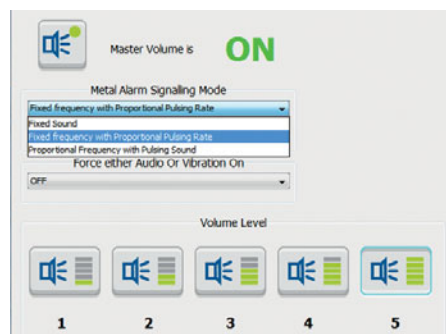 Master Volume is ON
Metal Alarm Signaling Mode
Fixed frequency with Proportional Pulsing Rate
Fixed Sound
Fixed frequency with Proportional Pulsing Rate
Proportional Frequency with Pulsing Sound
Force either Audio Or Vibration On
OFF
Volume Level
1 2 3 4 5